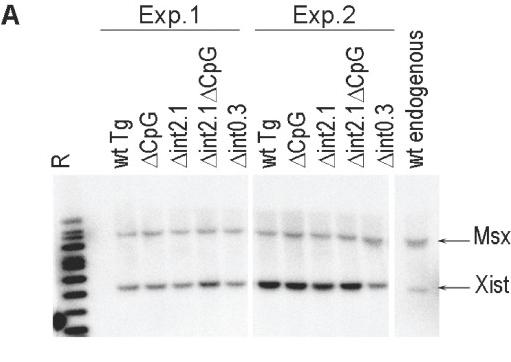 A
Exp.1
Exp.2
R
wt Tg
ΔCpG
Δint2.1
Δint2.1ΔCpG
Δint0.3
wt Tg
ΔCpG
Δint2.1
Δint2.1ΔCpG
Δint0.3
wt endogenous
Msx
Xist